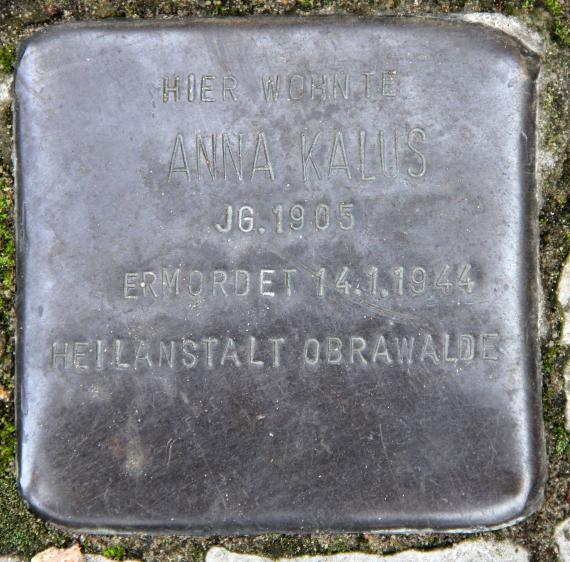 HIER WOHNTE
ANNA KALUS
JG. 1905
ERMORDET 14.1.1944
HEILANSTALT OBRAWALDE